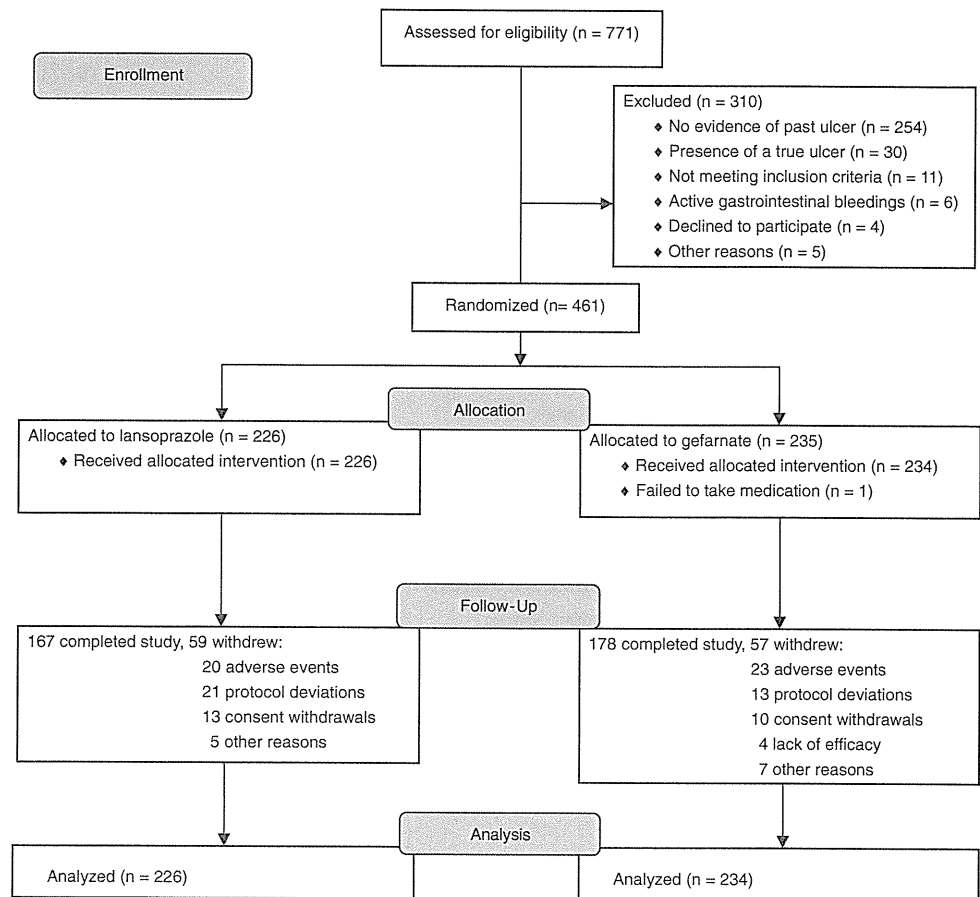 Assessed for eligibility (n = 771)
Enrollment
Excluded (n = 310)
♦ No evidence of past ulcer (n = 254)
♦ Presence of a true ulcer (n = 30)
♦ Not meeting inclusion criteria (n = 11)
♦ Active gastrointestinal bleedings (n = 6)
♦ Declined to participate (n = 4)
♦ Other reasons (n = 5)
Randomized (n= 461)
Allocation
Allocated to lansoprazole (n = 226)
♦ Received allocated intervention (n = 226)
Allocated to gefarnate (n = 235)
♦ Received allocated intervention (n = 234)
♦ Failed to take medication (n = 1)
Follow-Up
167 completed study, 59 withdrew:
20 adverse events
21 protocol deviations
13 consent withdrawals
5 other reasons
178 completed study, 57 withdrew:
23 adverse events
13 protocol deviations
10 consent withdrawals
4 lack of efficacy
7 other reasons
Analysis
Analyzed (n = 226)
Analyzed (n = 234)